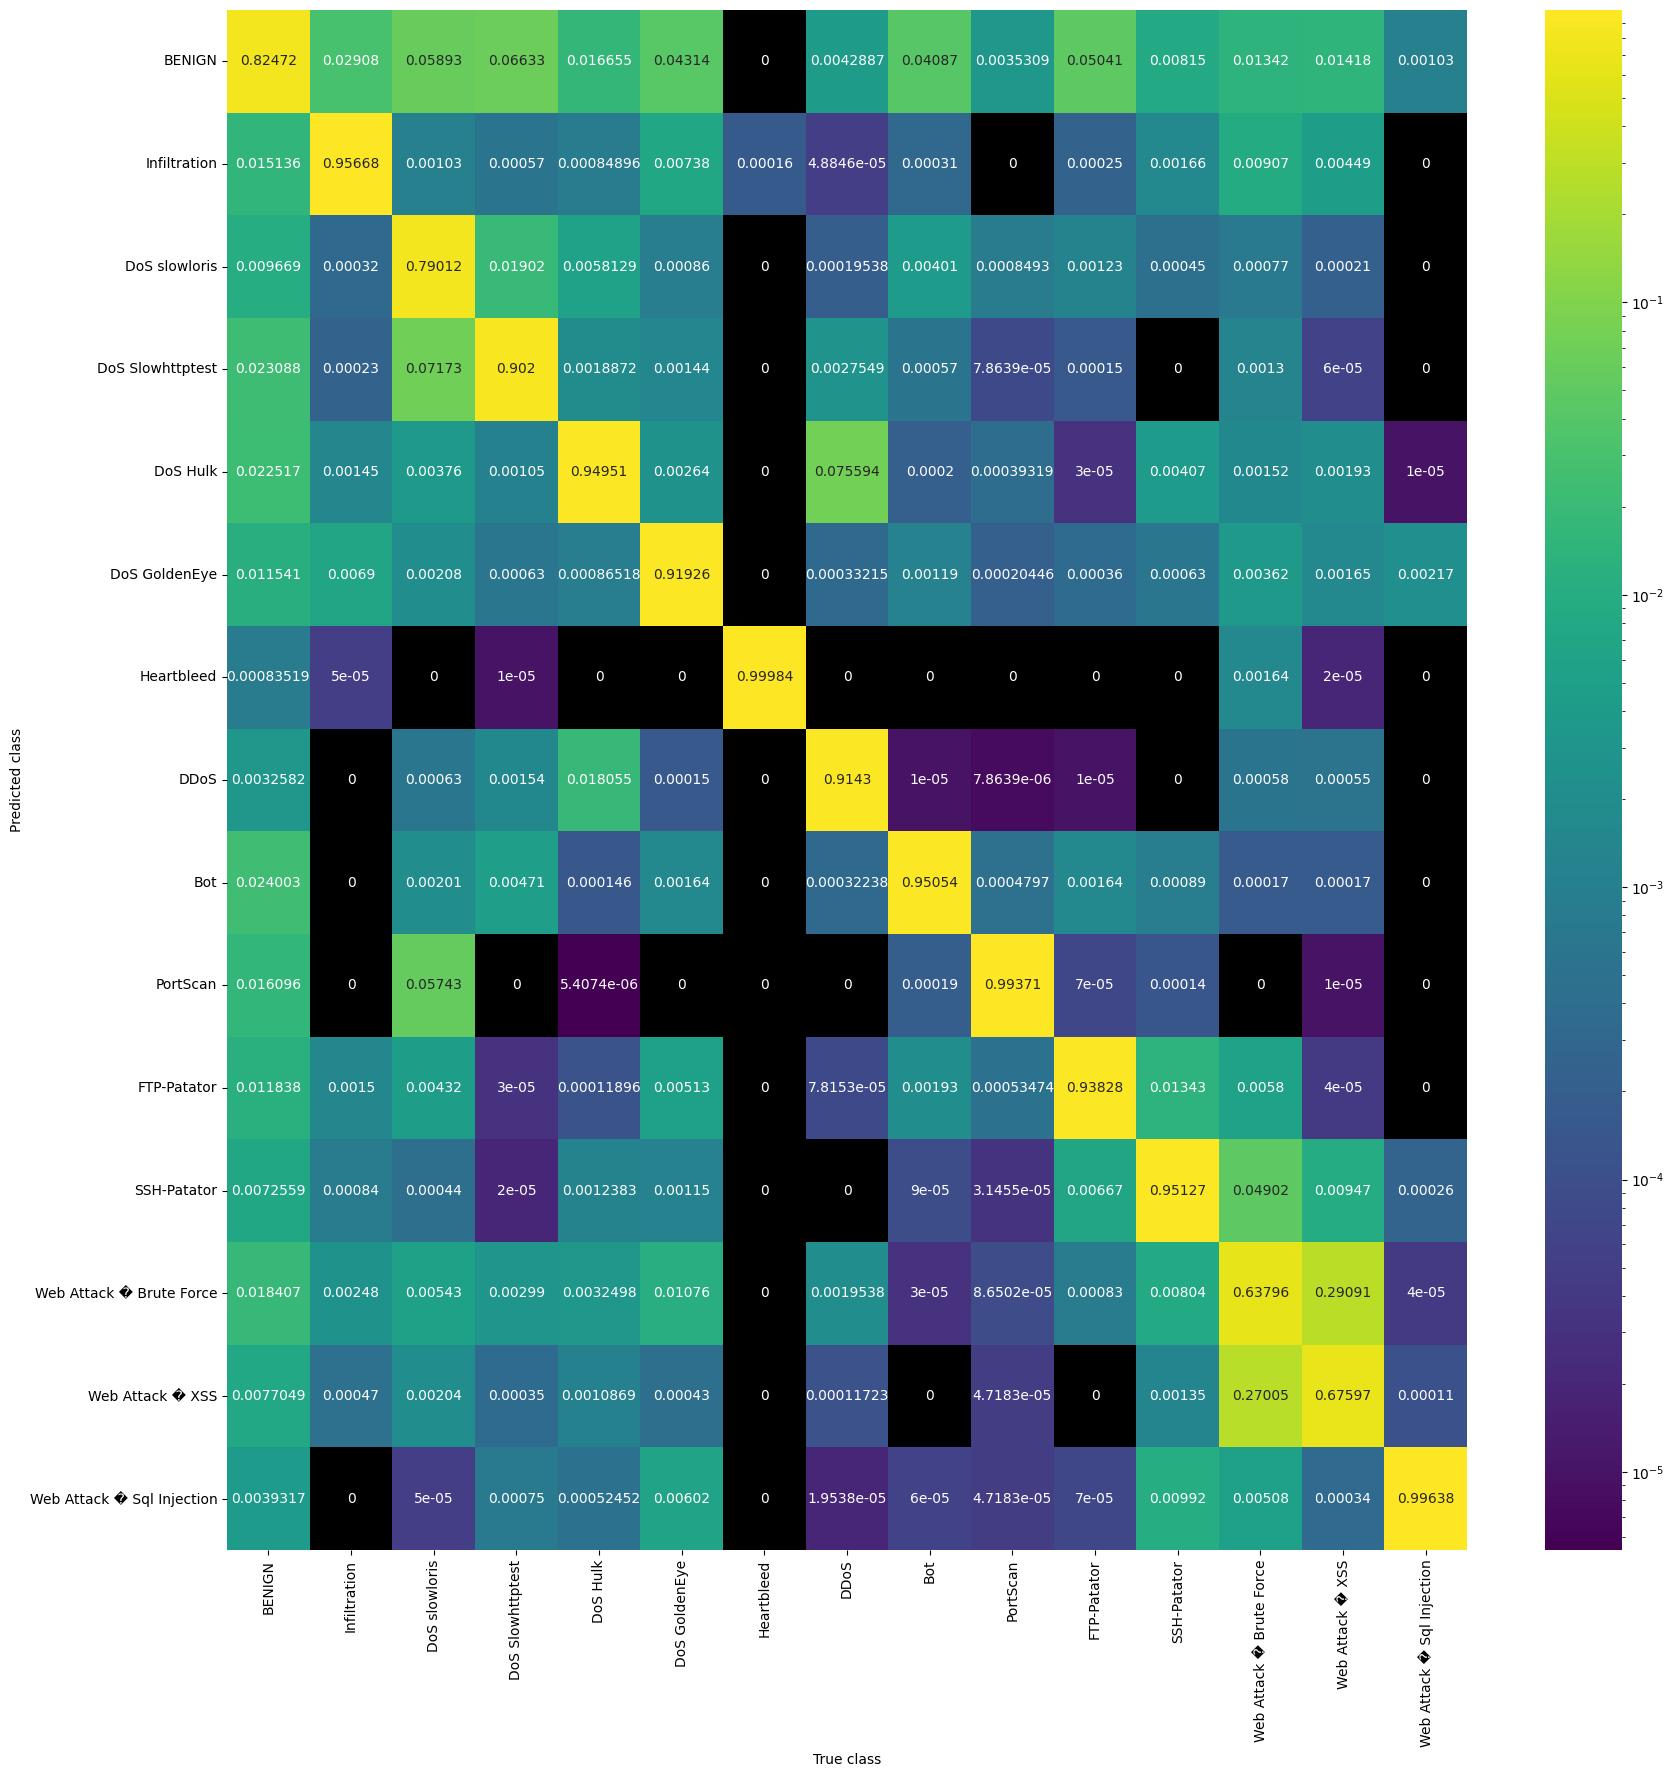 BENIGN 0.82472 0.02908 0.05893 0.06633 0.016655 0.04314 0 0.0042887 0.04087 0.0035309 0.05041 0.00815 0.01342 0.01418 0.00103
Infiltration 0.015136 0.95668 0.00103 0.00057 0.00084896 0.00738 0.00016 4.8846e-05 0.00031 0 0.00025 0.00166 0.00907 0.00449 0
DoS slowloris 0.009669 0.00032 0.79012 0.01902 0.0058129 0.00086 0 0.00019538 0.00401 0.0008493 0.00123 0.00045 0.00077 0.00021 0
10⁻¹
DoS Slowhttptest 0.023088 0.00023 0.07173 0.902 0.0018872 0.00144 0 0.0027549 0.00057 7.8639e-05 0.00015 0 0.0013 6e-05 0
DoS Hulk 0.022517 0.00145 0.00376 0.00105 0.94951 0.00264 0 0.075594 0.0002 0.00039319 3e-05 0.00407 0.00152 0.00193 1e-05
DoS GoldenEye 0.011541 0.0069 0.00208 0.00063 0.00086518 0.91926 0 0.00033215 0.00119 0.00020446 0.00036 0.00063 0.00362 0.00165 0.00217
10⁻²
Heartbleed 0.00083519 5e-05 0 1e-05 0 0 0.99984 0 0 0 0 0 0.00164 2e-05 0
Predicted class
DDoS 0.0032582 0 0.00063 0.00154 0.018055 0.00015 0 0.9143 1e-05 7.8639e-06 1e-05 0 0.00058 0.00055 0
Bot 0.024003 0 0.00201 0.00471 0.000146 0.00164 0 0.00032238 0.95054 0.0004797 0.00164 0.00089 0.00017 0.00017 0
10⁻³
PortScan 0.016096 0 0.05743 0 5.4074e-06 0 0 0 0.00019 0.99371 7e-05 0.00014 0 1e-05 0
FTP-Patator 0.011838 0.0015 0.00432 3e-05 0.00011896 0.00513 0 7.8153e-05 0.00193 0.00053474 0.93828 0.01343 0.0058 4e-05 0
10⁻⁴
SSH-Patator 0.0072559 0.00084 0.00044 2e-05 0.0012383 0.00115 0 0 9e-05 3.1455e-05 0.00667 0.95127 0.04902 0.00947 0.00026
Web Attack � Brute Force 0.018407 0.00248 0.00543 0.00299 0.0032498 0.01076 0 0.0019538 3e-05 8.6502e-05 0.00083 0.00804 0.63796 0.29091 4e-05
Web Attack � XSS 0.0077049 0.00047 0.00204 0.00035 0.0010869 0.00043 0 0.00011723 0 4.7183e-05 0 0.00135 0.27005 0.67597 0.00011
10⁻⁵
Web Attack � Sql Injection 0.0039317 0 5e-05 0.00075 0.00052452 0.00602 0 1.9538e-05 6e-05 4.7183e-05 7e-05 0.00992 0.00508 0.00034 0.99638
BENIGN
Infiltration
DoS slowloris
DoS Slowhttptest
DoS Hulk
DoS GoldenEye
Heartbleed
DDoS
Bot
PortScan
FTP-Patator
SSH-Patator
Web Attack � Brute Force
Web Attack � XSS
Web Attack � Sql Injection
True class